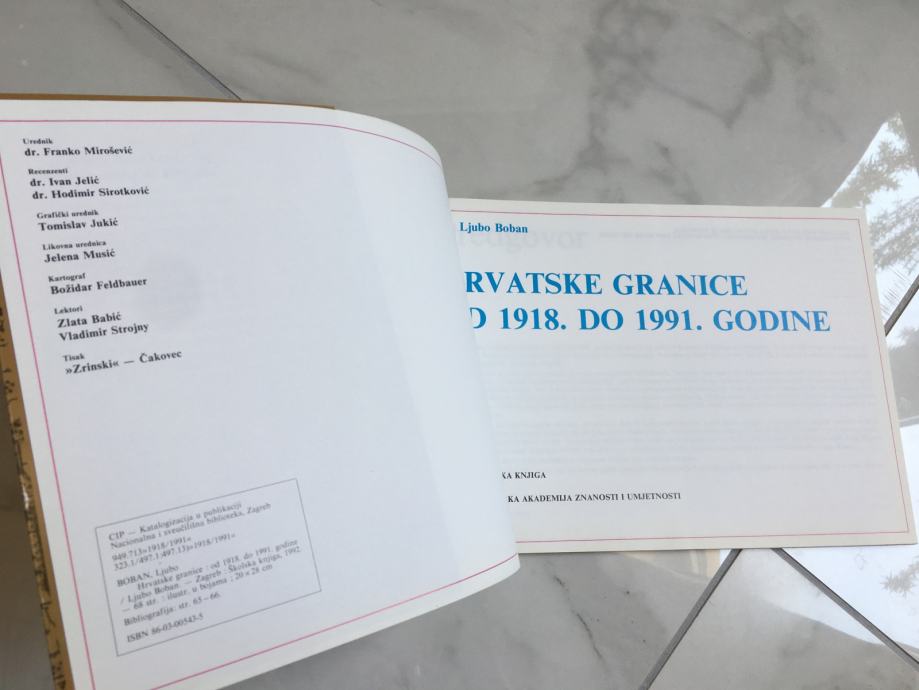 Urednik
dr. Franko Mirošević
Recenzenti
dr. Ivan Jelić
dr. Hodimir Sirotković
Grafički urednik
Tomislav Jukić
Likovna urednica
Jelena Musić
Kartograf
Božidar Feldbauer
Lektori
Zlata Babić
Vladimir Strojny
Tisak
»Zrinski« — Čakovec
CIP — Katalogizacija u publikaciji
Nacionalna i sveučilišna biblioteka, Zagreb
949.713»1918/1991«
323.1/497.1:497.13)»1918/1991«
BOBAN, Ljubo
Hrvatske granice : od 1918. do 1991. godine
/ Ljubo Boban. — Zagreb : Školska knjiga, 1992.
— 68 str. : ilustr. u bojama ; 20×28 cm
Bibliografija: str. 65—66.
ISBN 86-03-00543-5
Ljubo Boban
RVATSKE GRANICE
D 1918. DO 1991. GODINE
KA KNJIGA
KA AKADEMIJA ZNANOSTI I UMJETNOSTI